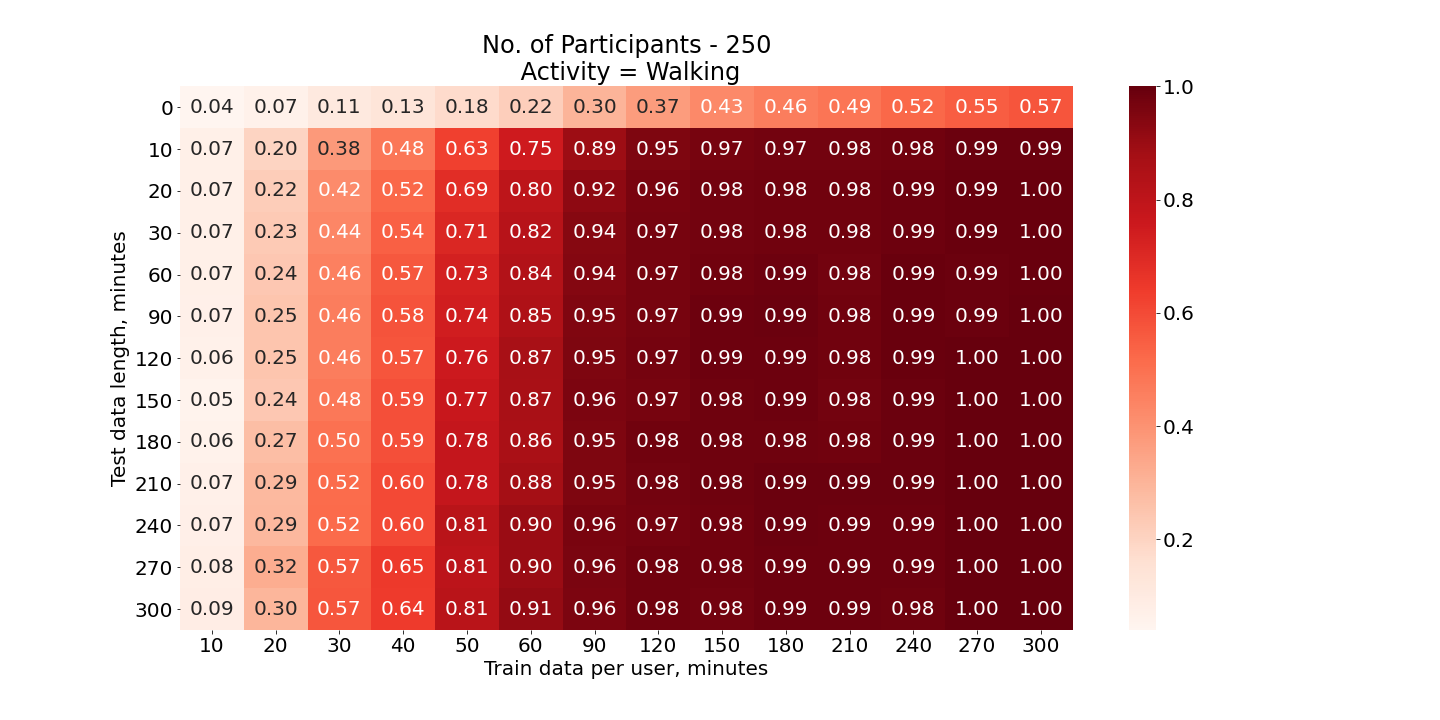 No. of Participants - 250
Activity = Walking
0 0.04 0.07 0.11 0.13 0.18 0.22 0.30 0.37 0.43 0.46 0.49 0.52 0.55 0.57
10 0.07 0.20 0.38 0.48 0.63 0.75 0.89 0.95 0.97 0.97 0.98 0.98 0.99 0.99
20 0.07 0.22 0.42 0.52 0.69 0.80 0.92 0.96 0.98 0.98 0.98 0.99 0.99 1.00
30 0.07 0.23 0.44 0.54 0.71 0.82 0.94 0.97 0.98 0.98 0.98 0.99 0.99 1.00
60 0.07 0.24 0.46 0.57 0.73 0.84 0.94 0.97 0.98 0.99 0.98 0.99 0.99 1.00
90 0.07 0.25 0.46 0.58 0.74 0.85 0.95 0.97 0.99 0.99 0.98 0.99 0.99 1.00
120 0.06 0.25 0.46 0.57 0.76 0.87 0.95 0.97 0.99 0.99 0.98 0.99 1.00 1.00
150 0.05 0.24 0.48 0.59 0.77 0.87 0.96 0.97 0.98 0.99 0.98 0.99 1.00 1.00
180 0.06 0.27 0.50 0.59 0.78 0.86 0.95 0.98 0.98 0.98 0.98 0.99 1.00 1.00
210 0.07 0.29 0.52 0.60 0.78 0.88 0.95 0.98 0.98 0.99 0.99 0.99 1.00 1.00
240 0.07 0.29 0.52 0.60 0.81 0.90 0.96 0.97 0.98 0.99 0.99 0.99 1.00 1.00
270 0.08 0.32 0.57 0.65 0.81 0.90 0.96 0.98 0.98 0.99 0.99 0.99 1.00 1.00
300 0.09 0.30 0.57 0.64 0.81 0.91 0.96 0.98 0.98 0.99 0.99 0.98 1.00 1.00
10 20 30 40 50 60 90 120 150 180 210 240 270 300
Train data per user, minutes
Test data length, minutes
1.0
0.8
0.6
0.4
0.2